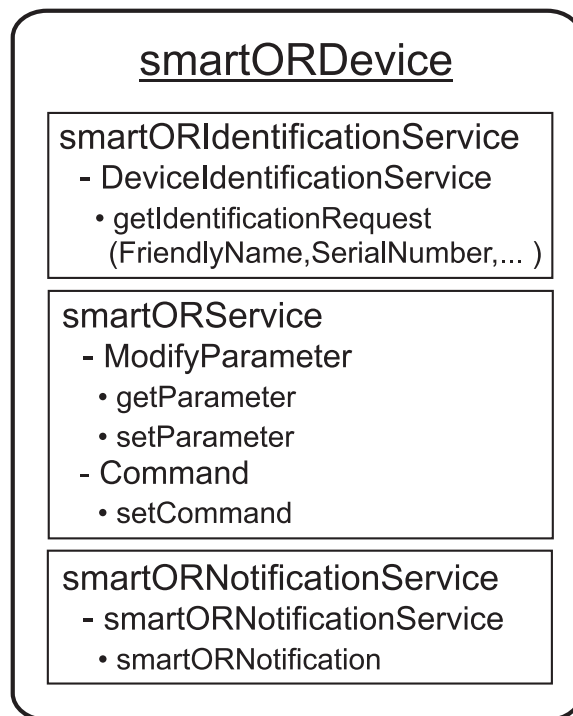 smartORDevice
smartORIdentificationService
- DeviceIdentificationService
• getIdentificationRequest
(FriendlyName,SerialNumber,... )
smartORService
- ModifyParameter
• getParameter
• setParameter
- Command
• setCommand
smartORNotificationService
- smartORNotificationService
• smartORNotification